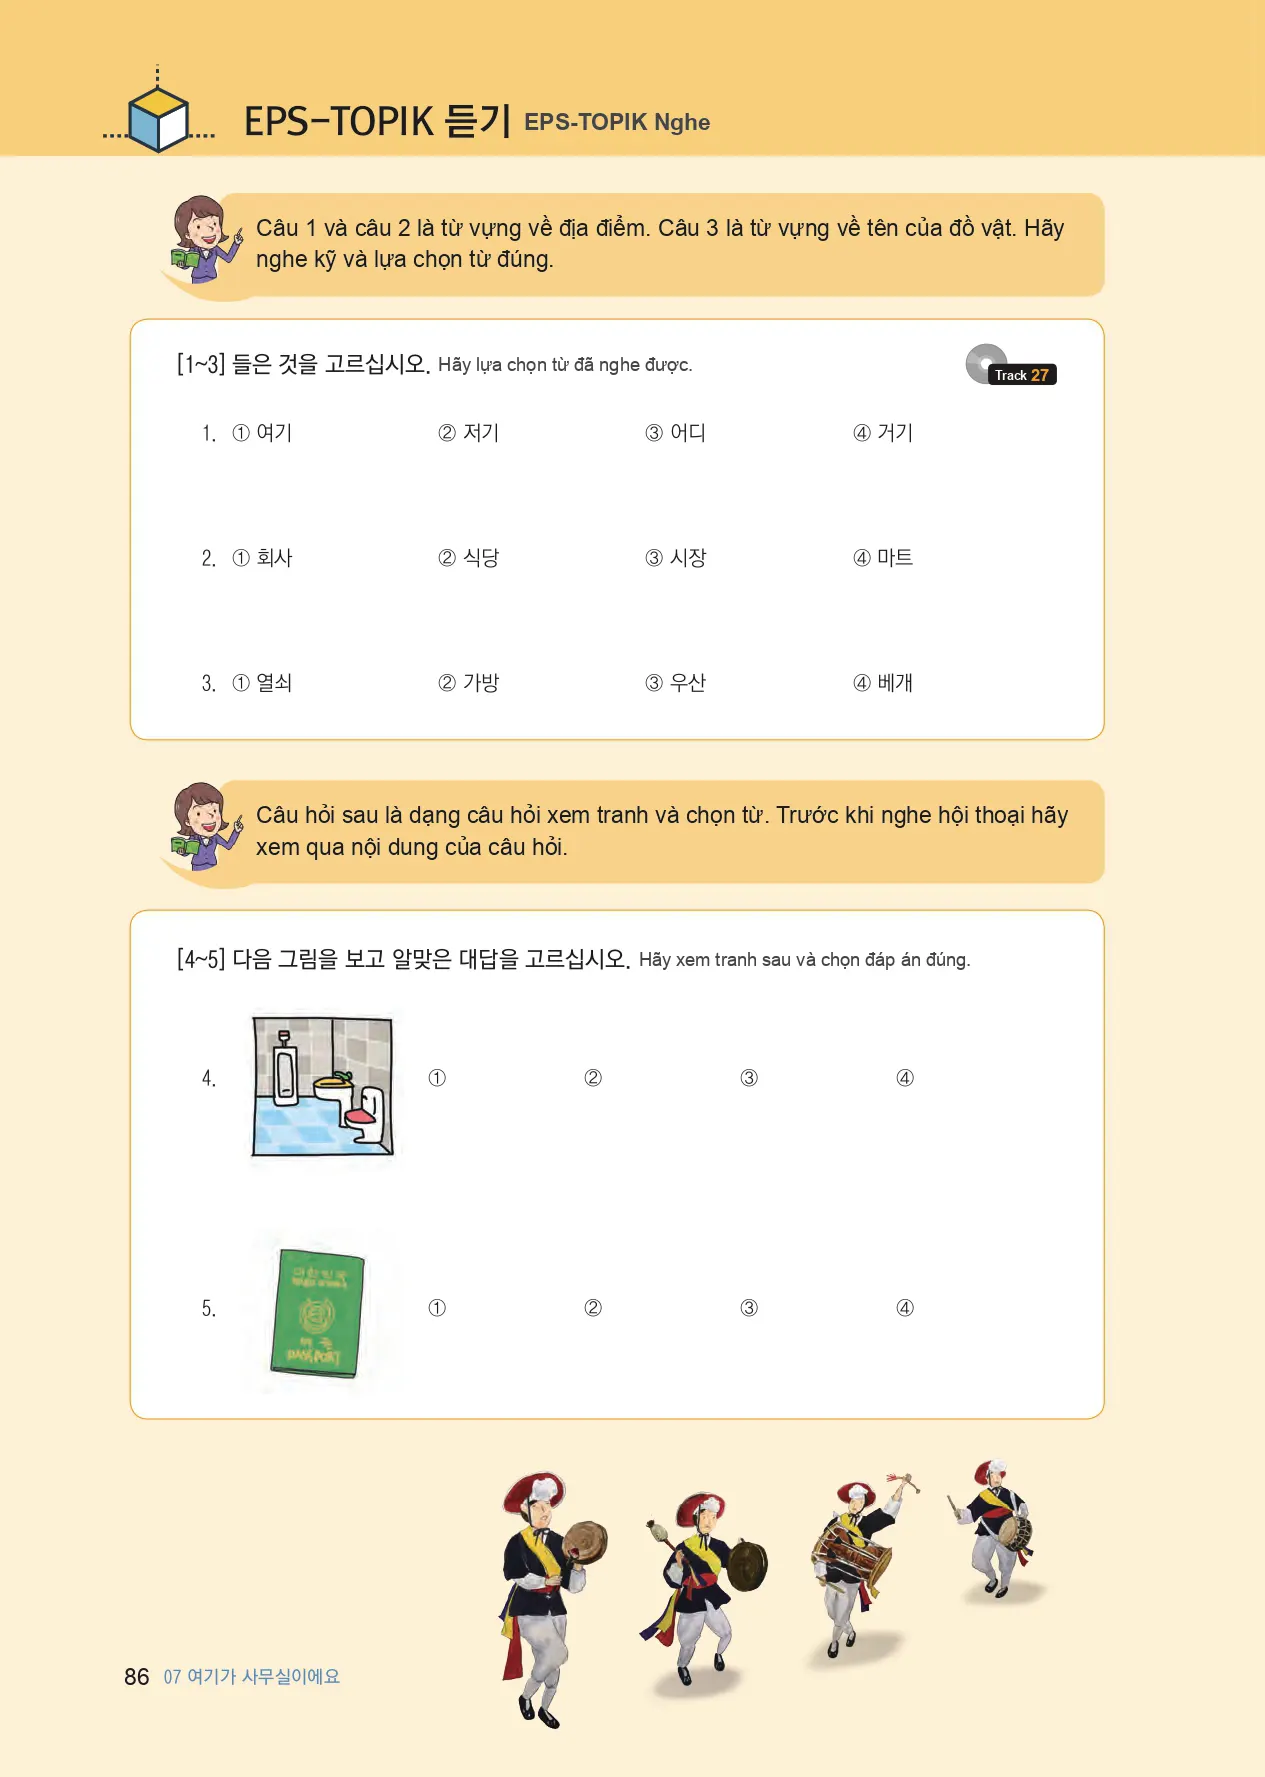 EPS-TOPIK 듣기 EPS-TOPIK Nghe
Câu 1 và câu 2 là từ vựng về địa điểm. Câu 3 là từ vựng về tên của đồ vật. Hãy
nghe kỹ và lựa chọn từ đúng.
[1~3] 들은 것을 고르십시오. Hãy lựa chọn từ đã nghe được.
Track 27
1. ① 여기 ② 저기 ③ 어디 ④ 거기
2. ① 회사 ② 식당 ③ 시장 ④ 마트
3. ① 열쇠 ② 가방 ③ 우산 ④ 베개
Câu hỏi sau là dạng câu hỏi xem tranh và chọn từ. Trước khi nghe hội thoại hãy
xem qua nội dung của câu hỏi.
[4~5] 다음 그림을 보고 알맞은 대답을 고르십시오. Hãy xem tranh sau và chọn đáp án đúng.
4. ① ② ③ ④
대한민국
PASSPORT
5. ① ② ③ ④
86 07 여기가 사무실이에요